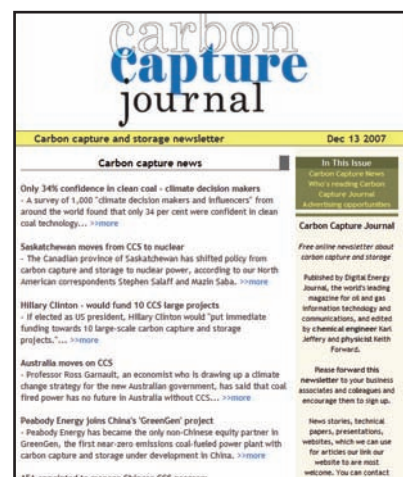 carbon
capture
journal
Carbon capture and storage newsletter Dec 13 2007
Carbon capture news
Only 34% confidence in clean coal - climate decision makers
- A survey of 1,000 "climate decision makers and influencers" from
around the world found that only 34 per cent were confident in clean
coal technology... >>more
Saskatchewan moves from CCS to nuclear
- The Canadian province of Saskatchewan has shifted policy from
carbon capture and storage to nuclear power, according to our North
American correspondents Stephen Salaff and Mazin Saba. >>more
Hillary Clinton - would fund 10 CCS large projects
- If elected as US president, Hillary Clinton would "put immediate
funding towards 10 large-scale carbon capture and storage
projects."... >>more
Australia moves on CCS
- Professor Ross Garnault, an economist who is drawing up a climate
change strategy for the new Australian government, has said that coal
fired power has no future in Australia without CCS... >>more
Peabody Energy joins China's 'GreenGen' project
- Peabody Energy has became the only non-Chinese equity partner in
GreenGen, the first near-zero emissions coal-fueled power plant with
carbon capture and storage under development in China. >>more
In This Issue
Carbon Capture News
Who's reading Carbon
Capture Journal
Advertising opportunities
Carbon Capture Journal
Free online newsletter about
carbon capture and storage
Published by Digital Energy
Journal, the world's leading
magazine for oil and gas
information technology and
communications, and edited
by chemical engineer Karl
Jeffery and physicist Keith
Forward.
Please forward this
newsletter to your business
associates and colleagues and
encourage them to sign up.
News stories, technical
papers, presentations,
websites, which we can use
for articles our link our
website to are most
welcome. You can contact